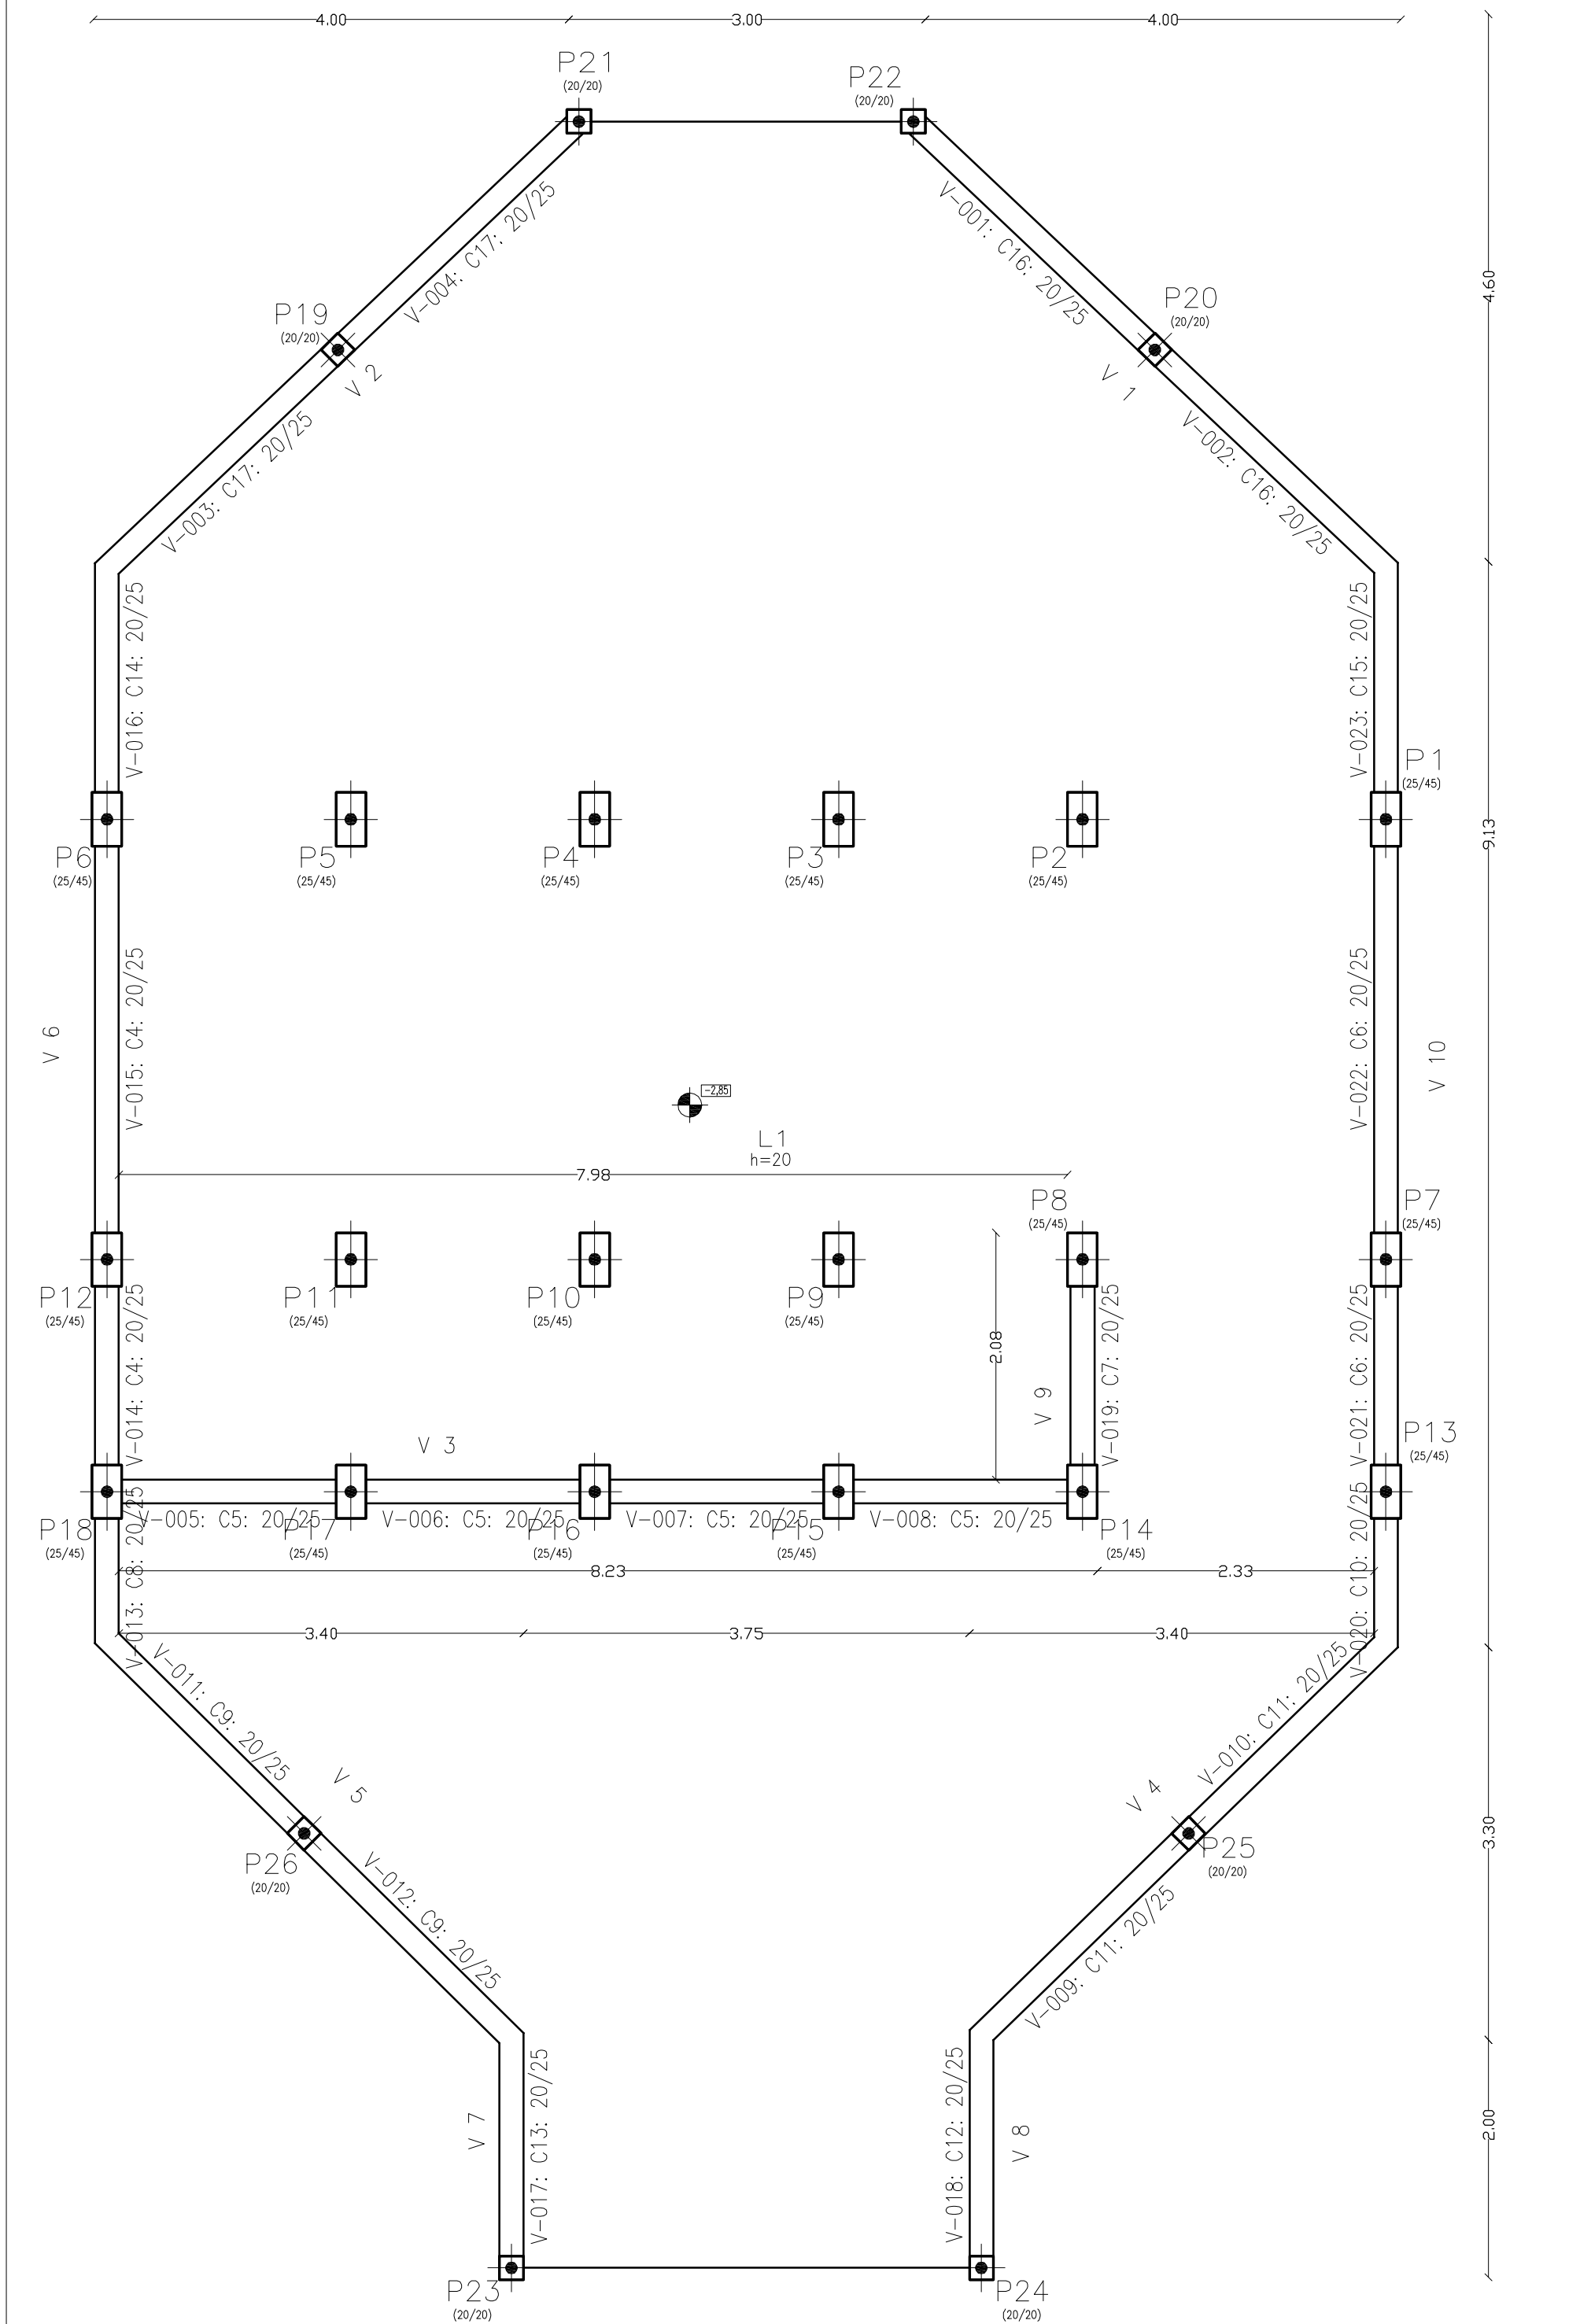 4.00
3.00
4.00
P21
(20/20)
P22
(20/20)
V-004: C17: 20/25
V-001: C16: 20/25
4.60
P19
(20/20)
P20
(20/20)
V 2
V 1
V-003: C17: 20/25
V-002: C16: 20/25
V-016: C14: 20/25
V-023: C15: 20/25
P1
(25/45)
9.13
P6
(25/45)
P5
(25/45)
P4
(25/45)
P3
(25/45)
P2
(25/45)
V 6
V-015: C4: 20/25
V-022: C6: 20/25
V 10
-2,85
L1
h=20
7.98
P8
(25/45)
P7
(25/45)
P12
(25/45)
P11
(25/45)
P10
(25/45)
P9
(25/45)
2.08
V-014: C4: 20/25
V 9
V-019: C7: 20/25
V-021: C6: 20/25
V 3
P13
(25/45)
V-005: C5: 20/25
V-006: C5: 20/25
V-007: C5: 20/25
V-008: C5: 20/25
P18
(25/45)
P17
(25/45)
P16
(25/45)
P15
(25/45)
P14
(25/45)
V-013: C8: 20/25
V-020: C10: 20/25
8.23
2.33
3.40
3.75
3.40
V-011: C9: 20/25
V-010: C11: 20/25
V 5
V 4
3.30
P26
(20/20)
P25
(20/20)
V-012: C9: 20/25
V-009: C11: 20/25
V 7
V-017: C13: 20/25
V-018: C12: 20/25
V 8
2.00
P23
(20/20)
P24
(20/20)